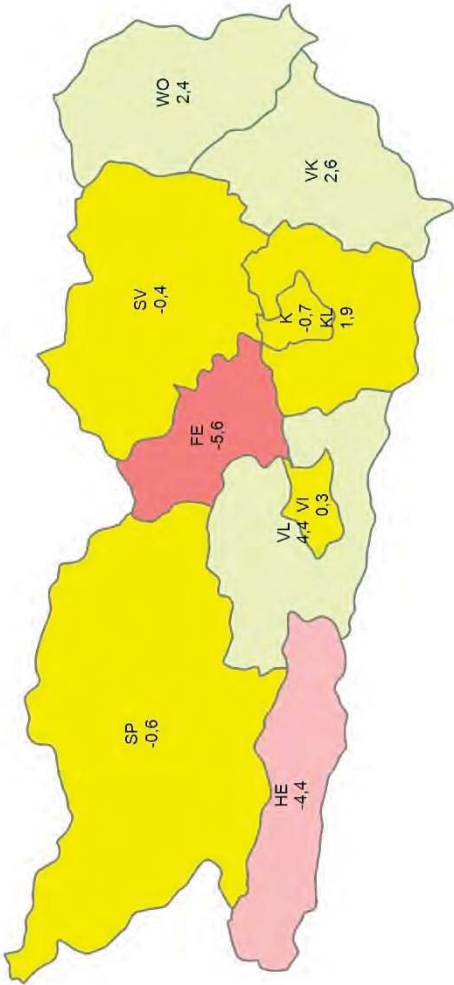 WO
2,4
VK
2,6
SV
-0,4
K
-0,7
KL
1,9
FE
-5,6
VL
4,4
VI
0,3
SP
-0,6
HE
-4,4